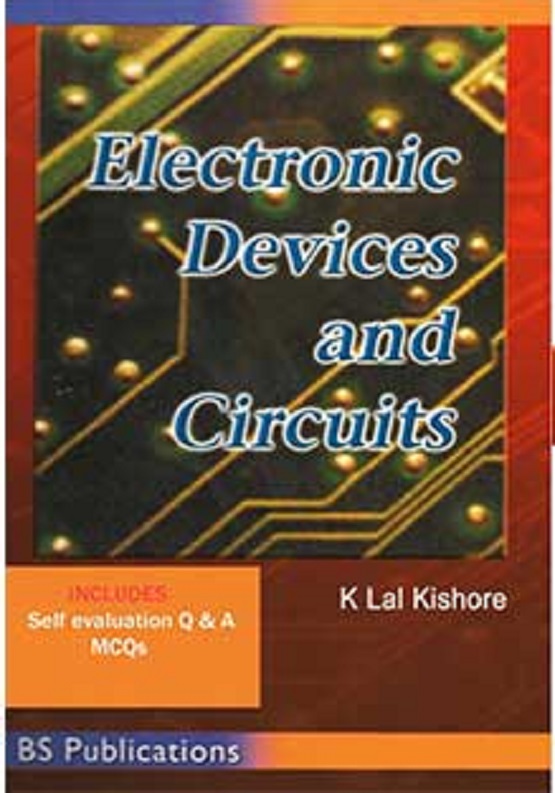 Electronic
Devices
and
Circuits
K Lal Kishore
INCLUDES
Self evaluation Q & A
MCQs
BS Publications